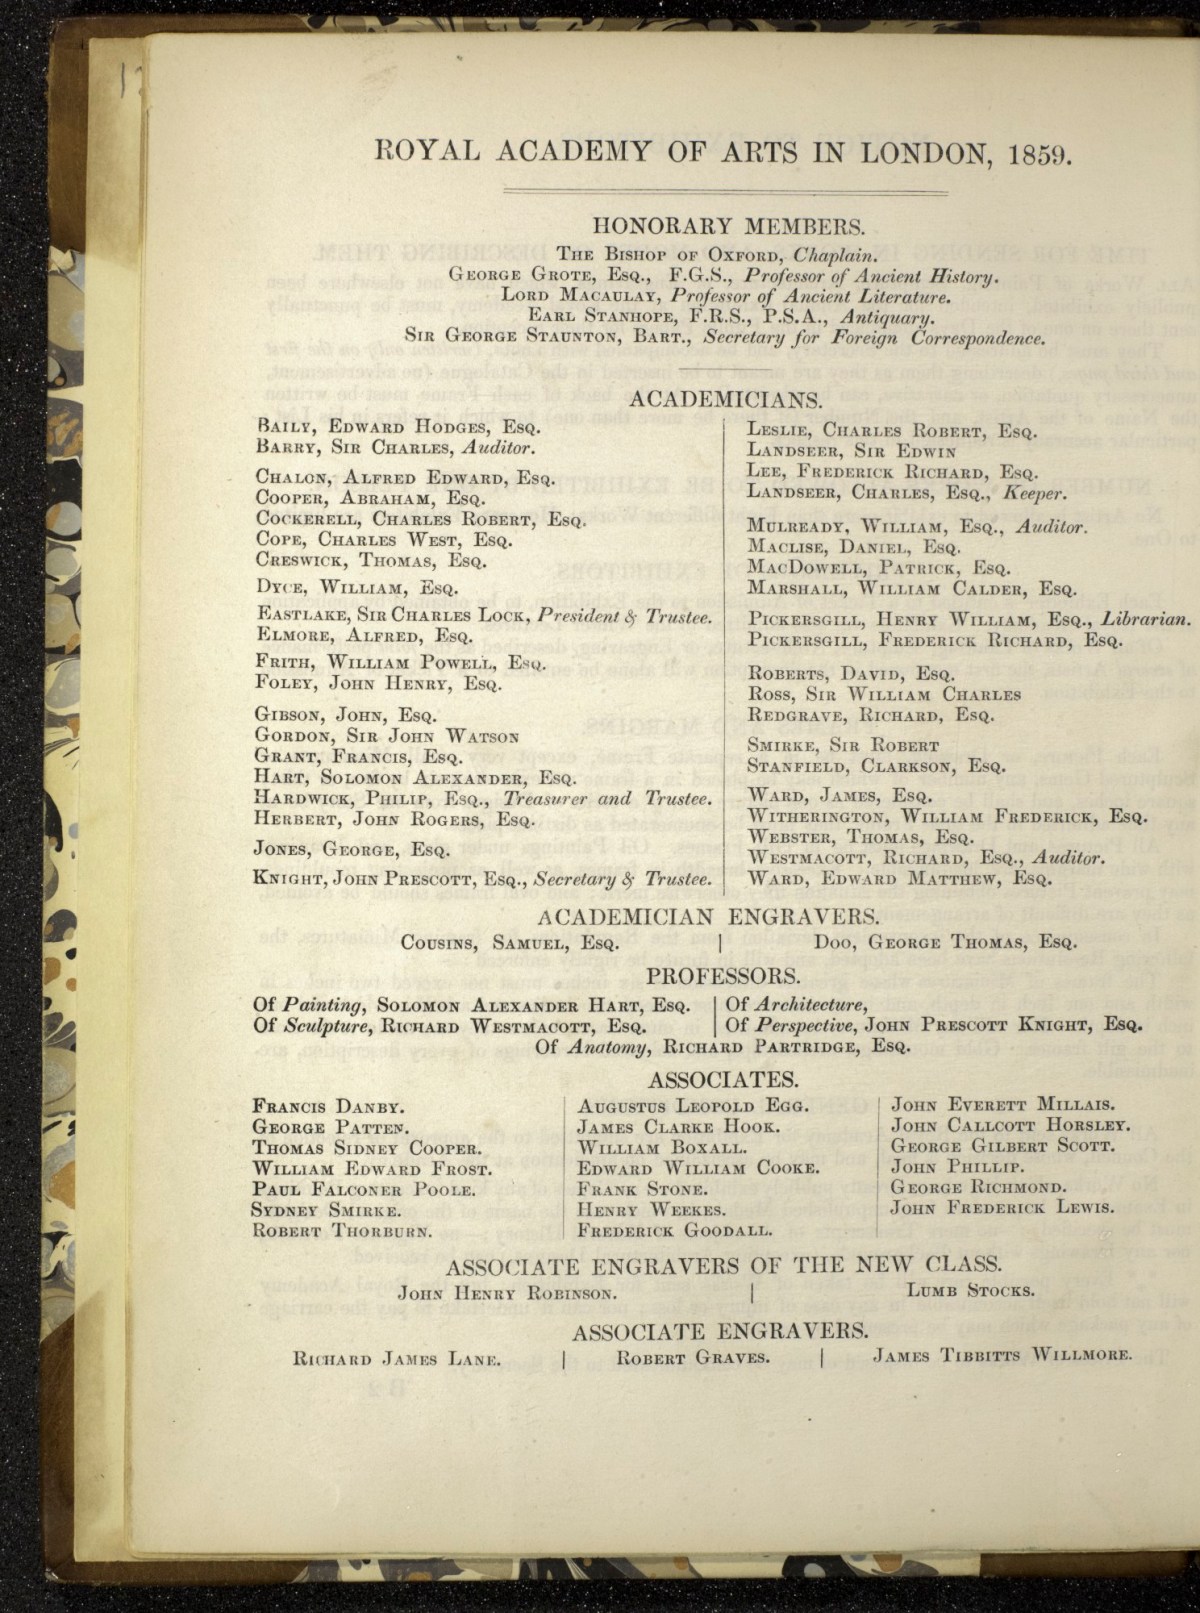 ROYAL ACADEMY OF ARTS IN LONDON, 1859.
HONORARY MEMBERS.
THE BISHOP OF OXFORD, Chaplain.
GEORGE GROTE, ESQ., F.G.S., Professor of Ancient History.
LORD MACAULAY, Professor of Ancient Literature.
EARL STANHOPE, F.R.S., P.S.A., Antiquary.
SIR GEORGE STAUNTON, BART., Secretary for Foreign Correspondence.
ACADEMICIANS.
BAILY, EDWARD HODGES, ESQ.
BARRY, SIR CHARLES, Auditor.
CHALON, ALFRED EDWARD, ESQ.
COOPER, ABRAHAM, ESQ.
COCKERELL, CHARLES ROBERT, ESQ.
COPE, CHARLES WEST, ESQ.
CRESWICK, THOMAS, ESQ.
DYCE, WILLIAM, ESQ.
EASTLAKE, SIR CHARLES LOCK, President & Trustee.
ELMORE, ALFRED, ESQ.
FRITH, WILLIAM POWELL, ESQ.
FOLEY, JOHN HENRY, ESQ.
GIBSON, JOHN, ESQ.
GORDON, SIR JOHN WATSON
GRANT, FRANCIS, ESQ.
HART, SOLOMON ALEXANDER, ESQ.
HARDWICK, PHILIP, ESQ., Treasurer and Trustee.
HERBERT, JOHN ROGERS, ESQ.
JONES, GEORGE, ESQ.
KNIGHT, JOHN PRESCOTT, ESQ., Secretary & Trustee.
LESLIE, CHARLES ROBERT, ESQ.
LANDSEER, SIR EDWIN
LEE, FREDERICK RICHARD, ESQ.
LANDSEER, CHARLES, ESQ., Keeper.
MULREADY, WILLIAM, ESQ., Auditor.
MACLISE, DANIEL, ESQ.
MACDOWELL, PATRICK, ESQ.
MARSHALL, WILLIAM CALDER, ESQ.
PICKERSGILL, HENRY WILLIAM, ESQ., Librarian.
PICKERSGILL, FREDERICK RICHARD, ESQ.
ROBERTS, DAVID, ESQ.
ROSS, SIR WILLIAM CHARLES
REDGRAVE, RICHARD, ESQ.
SMIRKE, SIR ROBERT
STANFIELD, CLARKSON, ESQ.
WARD, JAMES, ESQ.
WITHERINGTON, WILLIAM FREDERICK, ESQ.
WEBSTER, THOMAS, ESQ.
WESTMACOTT, RICHARD, ESQ., Auditor.
WARD, EDWARD MATTHEW, ESQ.
ACADEMICIAN ENGRAVERS.
COUSINS, SAMUEL, ESQ. | DOO, GEORGE THOMAS, ESQ.
PROFESSORS.
Of Painting, SOLOMON ALEXANDER HART, ESQ. | Of Architecture,
Of Sculpture, RICHARD WESTMACOTT, ESQ. | Of Perspective, JOHN PRESCOTT KNIGHT, ESQ.
Of Anatomy, RICHARD PARTRIDGE, ESQ.
ASSOCIATES.
FRANCIS DANBY.
GEORGE PATTEN.
THOMAS SIDNEY COOPER.
WILLIAM EDWARD FROST.
PAUL FALCONER POOLE.
SYDNEY SMIRKE.
ROBERT THORBURN.
AUGUSTUS LEOPOLD EGG.
JAMES CLARKE HOOK.
WILLIAM BOXALL.
EDWARD WILLIAM COOKE.
FRANK STONE.
HENRY WEEKES.
FREDERICK GOODALL.
JOHN EVERETT MILLAIS.
JOHN CALLCOTT HORSLEY.
GEORGE GILBERT SCOTT.
JOHN PHILLIP.
GEORGE RICHMOND.
JOHN FREDERICK LEWIS.
ASSOCIATE ENGRAVERS OF THE NEW CLASS.
JOHN HENRY ROBINSON. | LUMB STOCKS.
ASSOCIATE ENGRAVERS.
RICHARD JAMES LANE. | ROBERT GRAVES. | JAMES TIBBITTS WILLMORE.